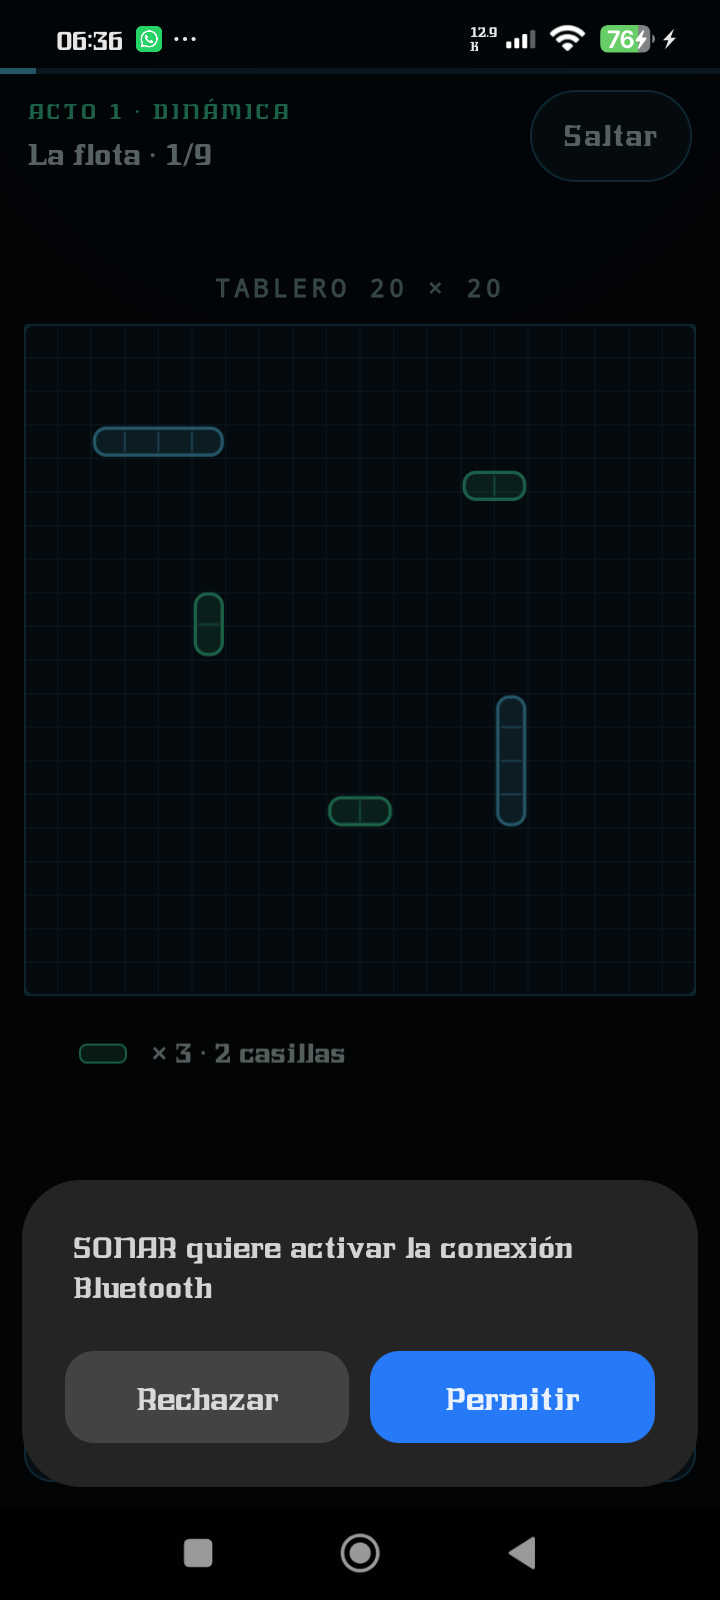 06:36
12.9
K
76
ACTO 1 · DINÁMICA
La flota · 1/9
Saltar
TABLERO 20 × 20
× 3 · 2 casillas
SONAR quiere activar la conexión
Bluetooth
Rechazar
Permitir